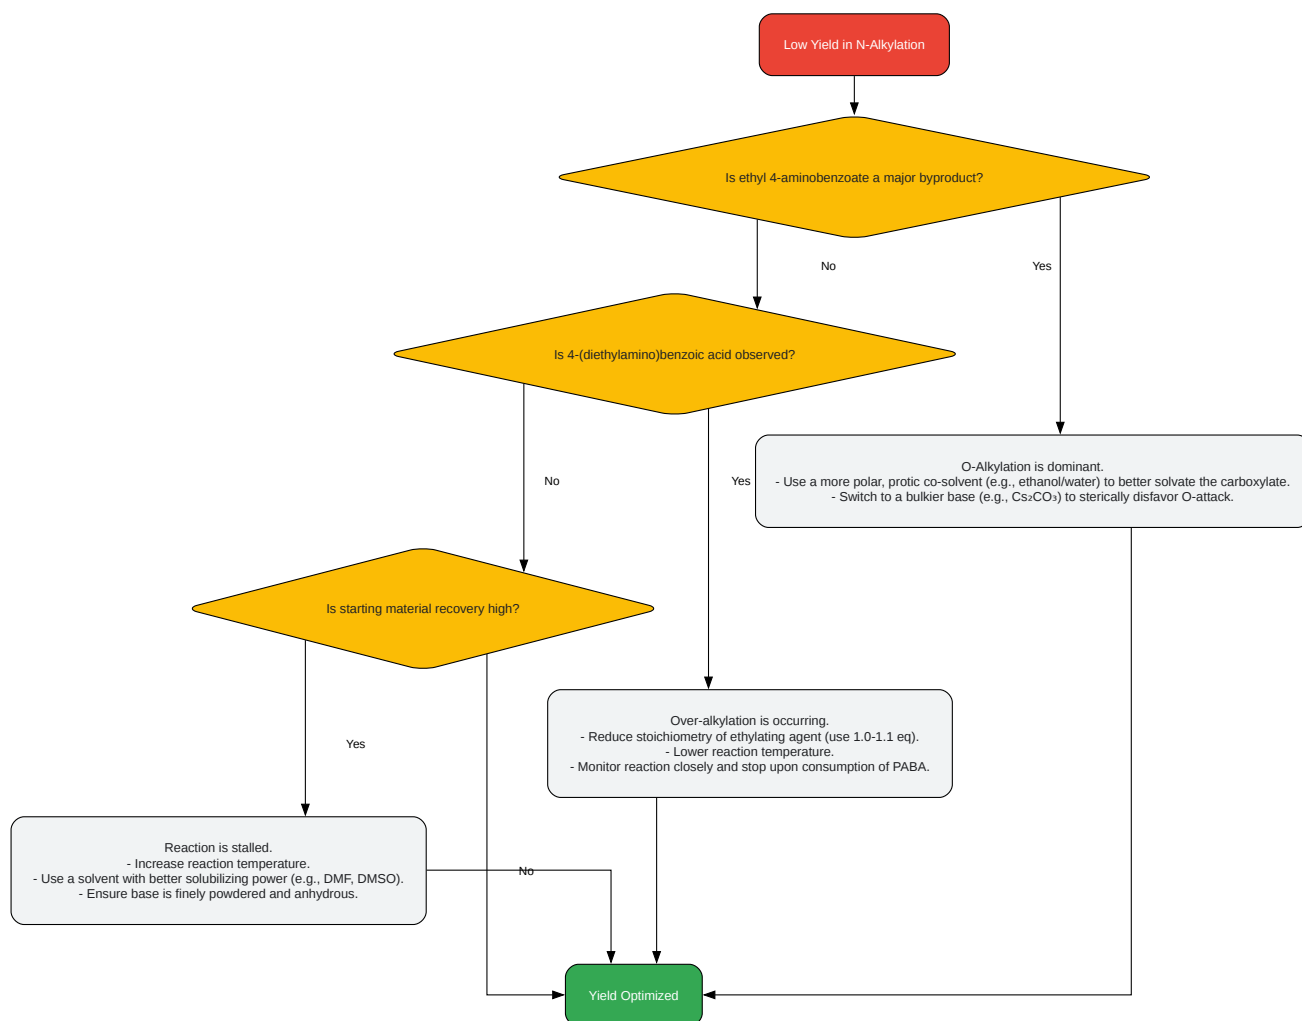 Low Yield in N-Alkylation
Is ethyl 4-aminobenzoate a major byproduct?
No
Yes
Is 4-(diethylamino)benzoic acid observed?
No
Yes
O-Alkylation is dominant.
- Use a more polar, protic co-solvent (e.g., ethanol/water) to better solvate the carboxylate.
- Switch to a bulkier base (e.g., Cs₂CO₃) to sterically disfavor O-attack.
Is starting material recovery high?
Over-alkylation is occurring.
- Reduce stoichiometry of ethylating agent (use 1.0-1.1 eq).
- Lower reaction temperature.
- Monitor reaction closely and stop upon consumption of PABA.
Yes
Reaction is stalled.
- Increase reaction temperature.
- Use a solvent with better solubilizing power (e.g., DMF, DMSO).
- Ensure base is finely powdered and anhydrous.
No
Yield Optimized